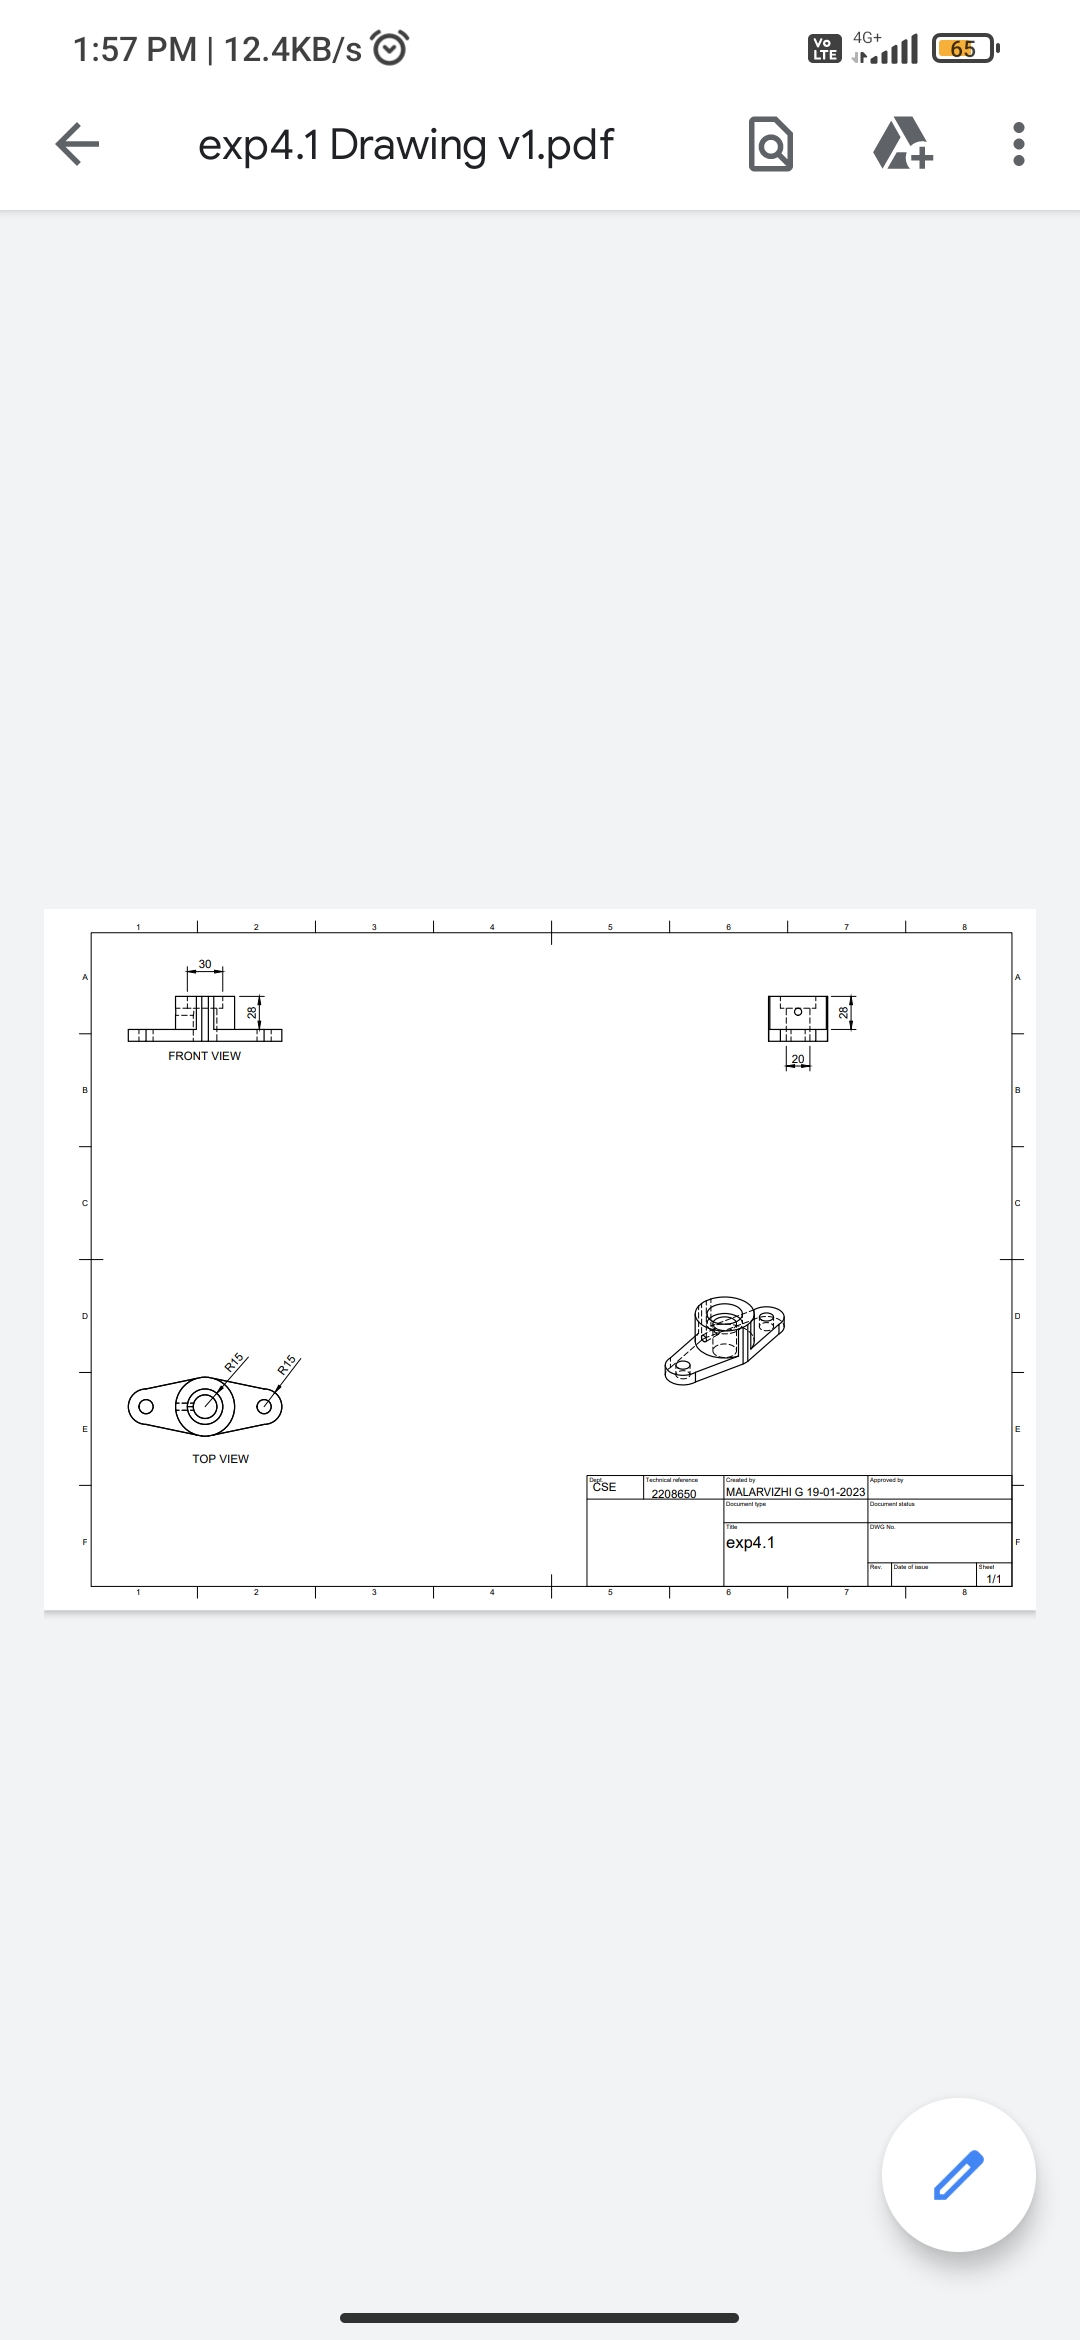 1:57 PM | 12.4KB/s
Vo LTE 4G+ 65
exp4.1 Drawing v1.pdf
1 2 3 4 5 6 7 8
A A
30
28
FRONT VIEW
28
20
B B
C C
D D
R15 R15
E E
TOP VIEW
Dept. Technical reference Created by Approved by
CSE 2208650 MALARVIZHI G 19-01-2023
Document type Document status
Title DWG No.
exp4.1
F F
Rev. Date of issue Sheet
1/1
1 2 3 4 5 6 7 8